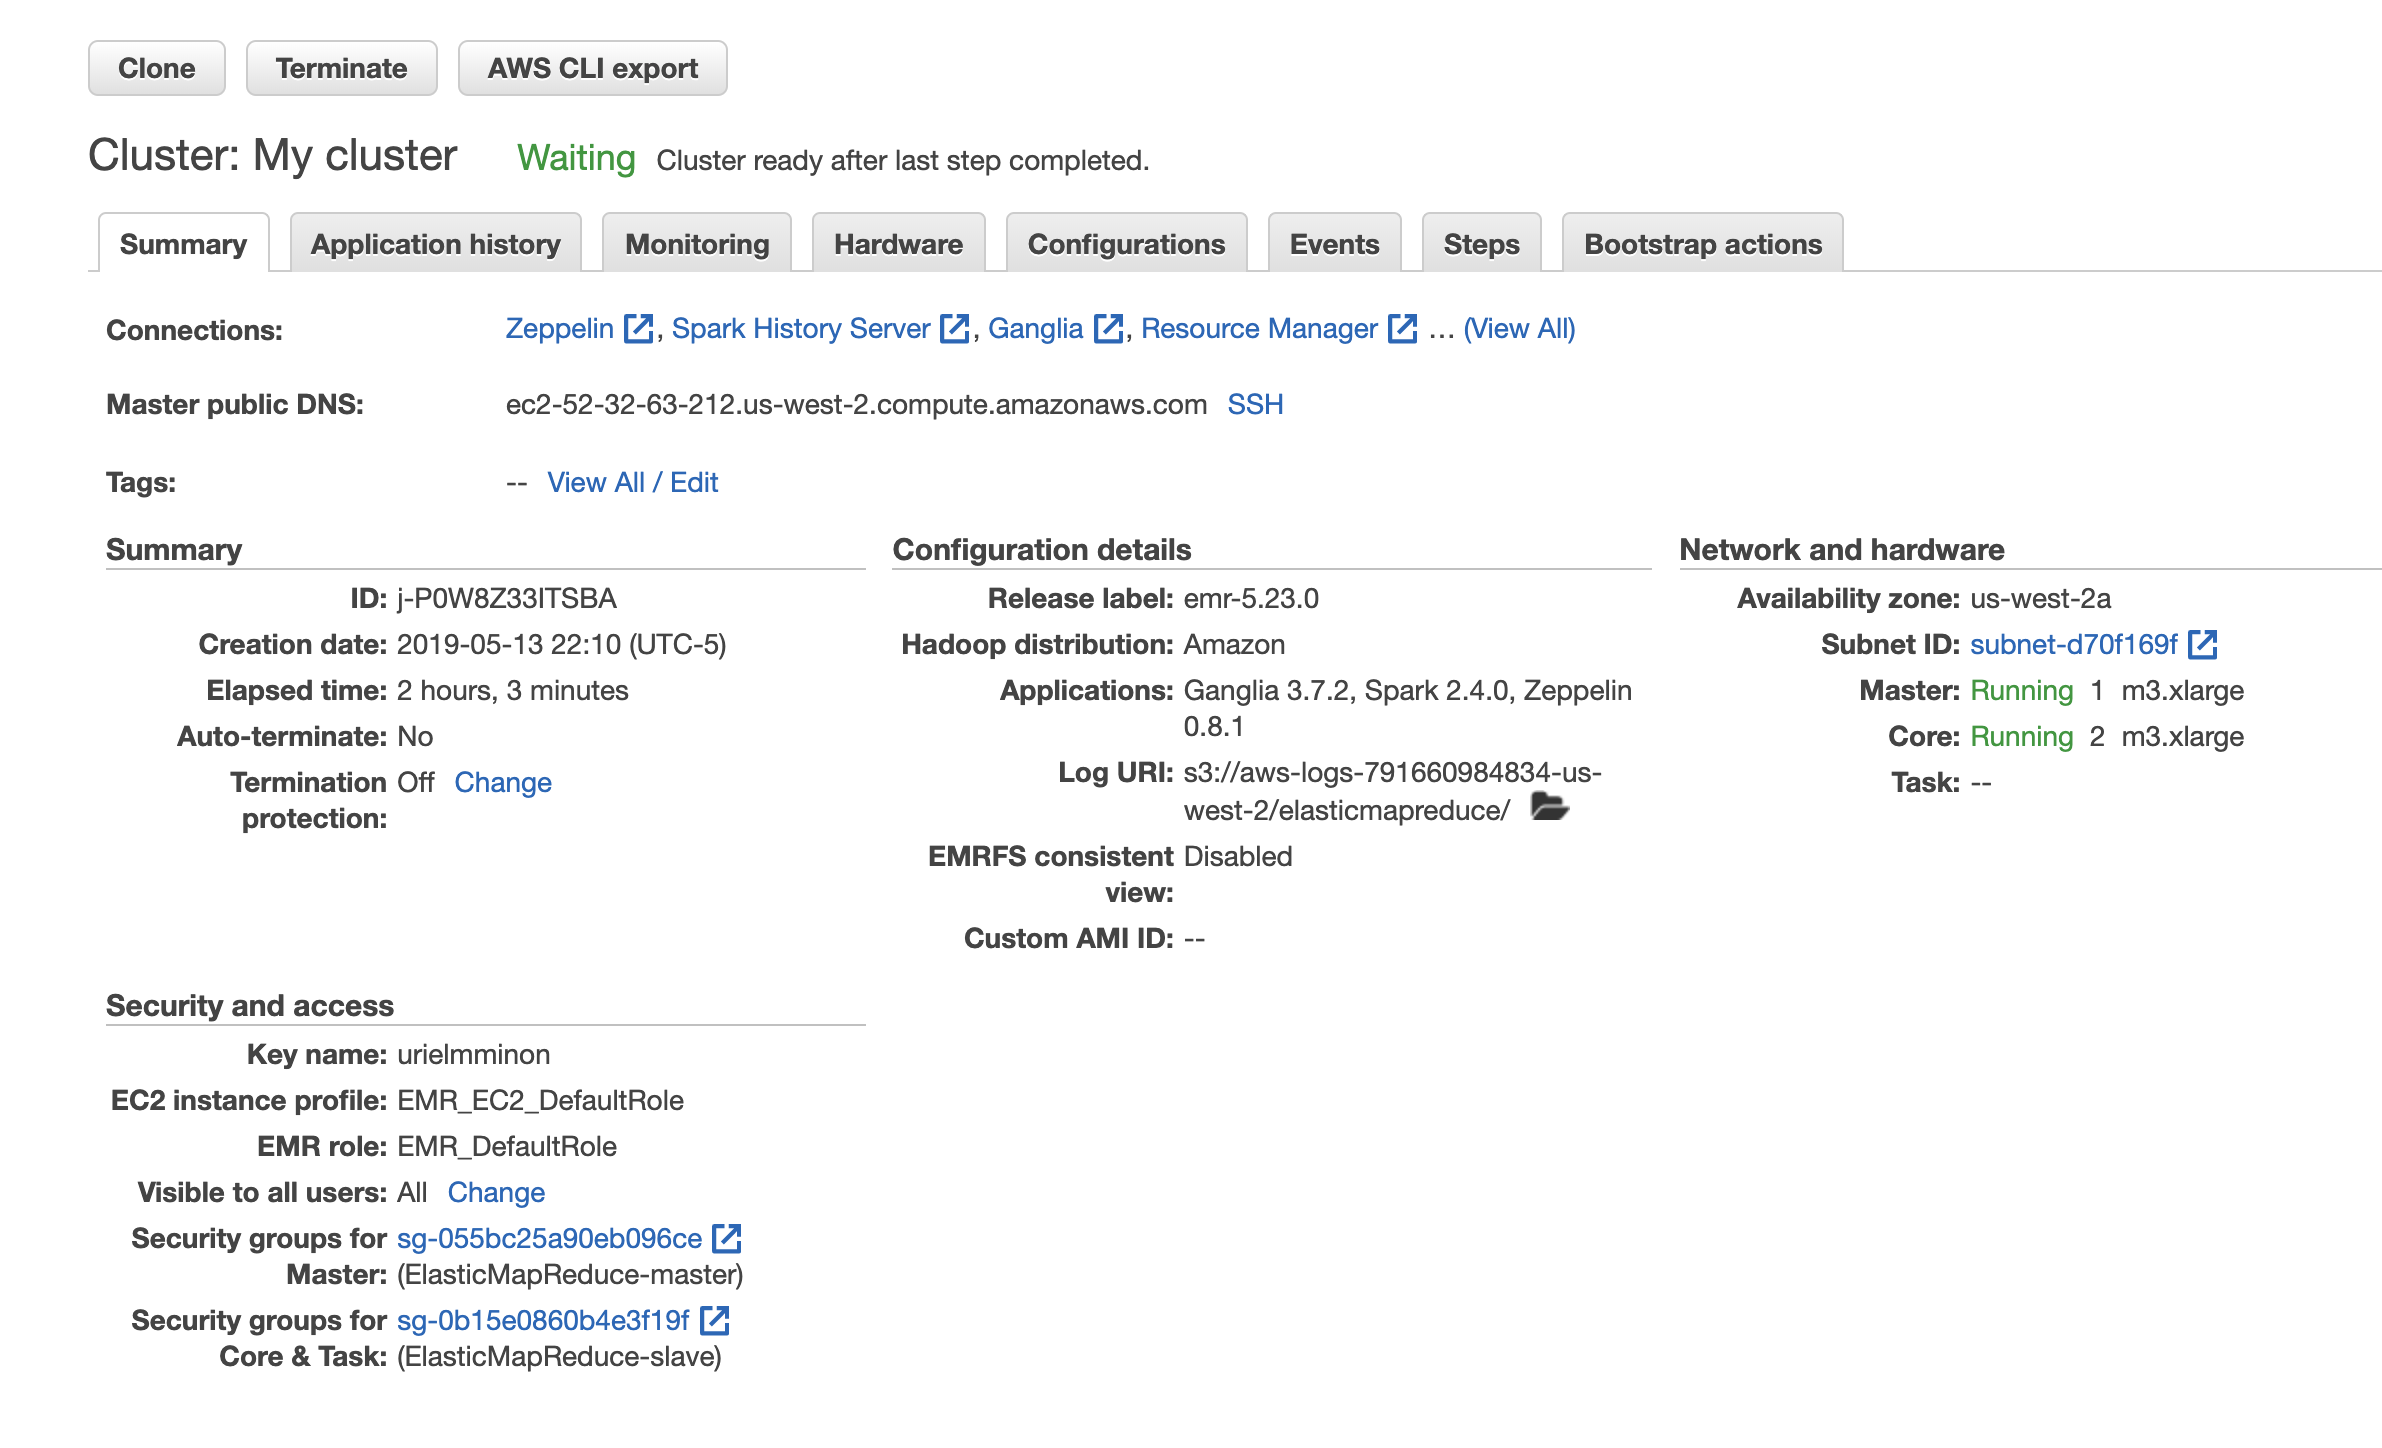 Clone Terminate AWS CLI export
Cluster: My cluster Waiting Cluster ready after last step completed.
Summary Application history Monitoring Hardware Configurations Events Steps Bootstrap actions
Connections: Zeppelin , Spark History Server , Ganglia , Resource Manager ... (View All)
Master public DNS: ec2-52-32-63-212.us-west-2.compute.amazonaws.com SSH
Tags: -- View All / Edit
Summary
ID: j-P0W8Z33ITSBA
Creation date: 2019-05-13 22:10 (UTC-5)
Elapsed time: 2 hours, 3 minutes
Auto-terminate: No
Termination Off Change
protection:
Configuration details
Release label: emr-5.23.0
Hadoop distribution: Amazon
Applications: Ganglia 3.7.2, Spark 2.4.0, Zeppelin
0.8.1
Log URI: s3://aws-logs-791660984834-us-
west-2/elasticmapreduce/
EMRFS consistent Disabled
view:
Custom AMI ID: --
Network and hardware
Availability zone: us-west-2a
Subnet ID: subnet-d70f169f
Master: Running 1 m3.xlarge
Core: Running 2 m3.xlarge
Task: --
Security and access
Key name: urielmminon
EC2 instance profile: EMR_EC2_DefaultRole
EMR role: EMR_DefaultRole
Visible to all users: All Change
Security groups for sg-055bc25a90eb096ce
Master: (ElasticMapReduce-master)
Security groups for sg-0b15e0860b4e3f19f
Core & Task: (ElasticMapReduce-slave)